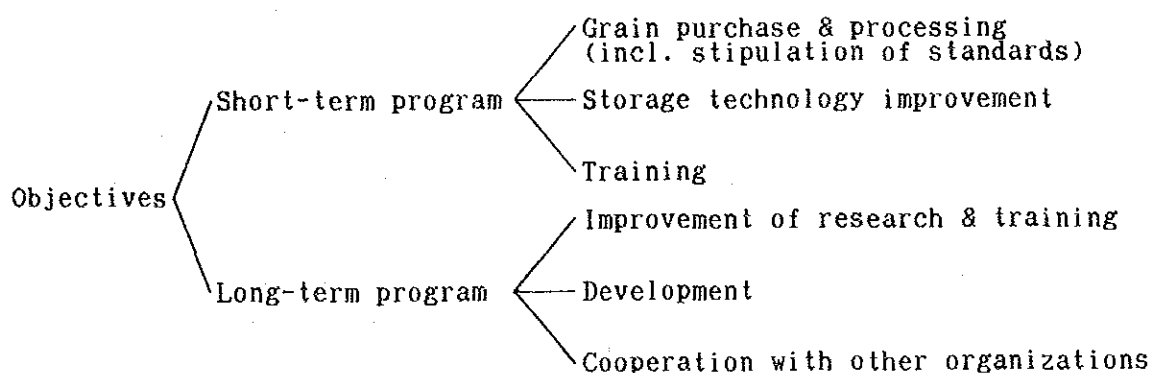 Grain purchase & processing
(incl. stipulation of standards)
Short-term program
Storage technology improvement
Training
Objectives
Improvement of research & training
Long-term program
Development
Cooperation with other organizations